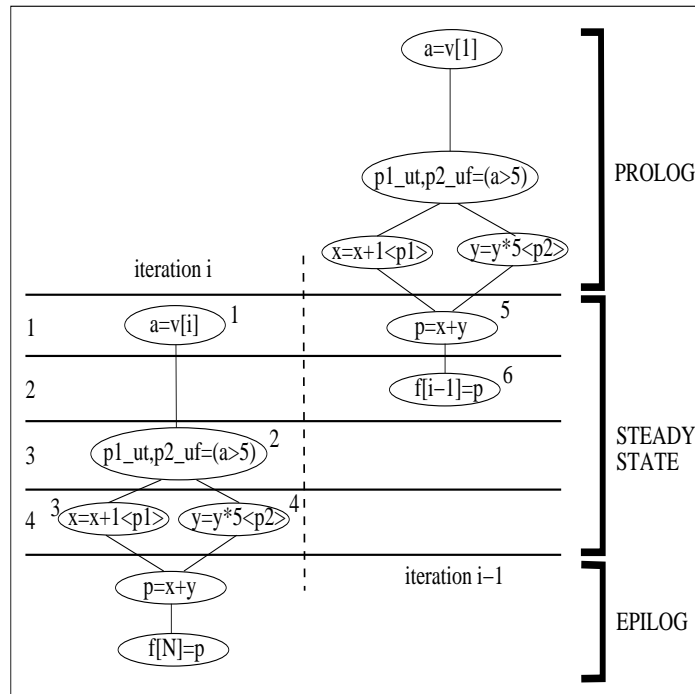 a=v[1]
p1_ut,p2_uf=(a>5)
PROLOG
x=x+1<p1>
y=y*5<p2>
iteration i
1
a=v[i]
1
p=x+y
5
2
f[i-1]=p
6
3
p1_ut,p2_uf=(a>5)
2
STEADY
STATE
4
3
x=x+1<p1>
y=y*5<p2>
4
p=x+y
iteration i-1
f[N]=p
EPILOG